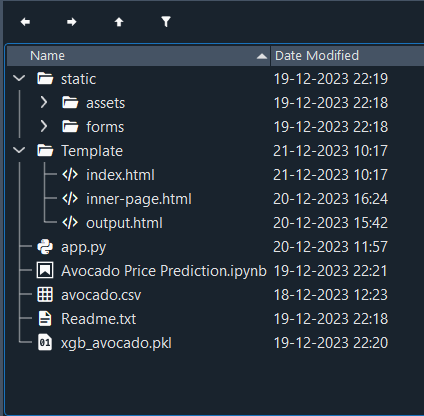 Name Date Modified
static 19-12-2023 22:19
assets 19-12-2023 22:18
forms 19-12-2023 22:18
Template 21-12-2023 10:17
index.html 21-12-2023 10:17
inner-page.html 20-12-2023 16:24
output.html 20-12-2023 15:42
app.py 20-12-2023 11:57
Avocado Price Prediction.ipynb 19-12-2023 22:21
avocado.csv 18-12-2023 12:23
Readme.txt 19-12-2023 22:18
01 xgb_avocado.pkl 19-12-2023 22:20